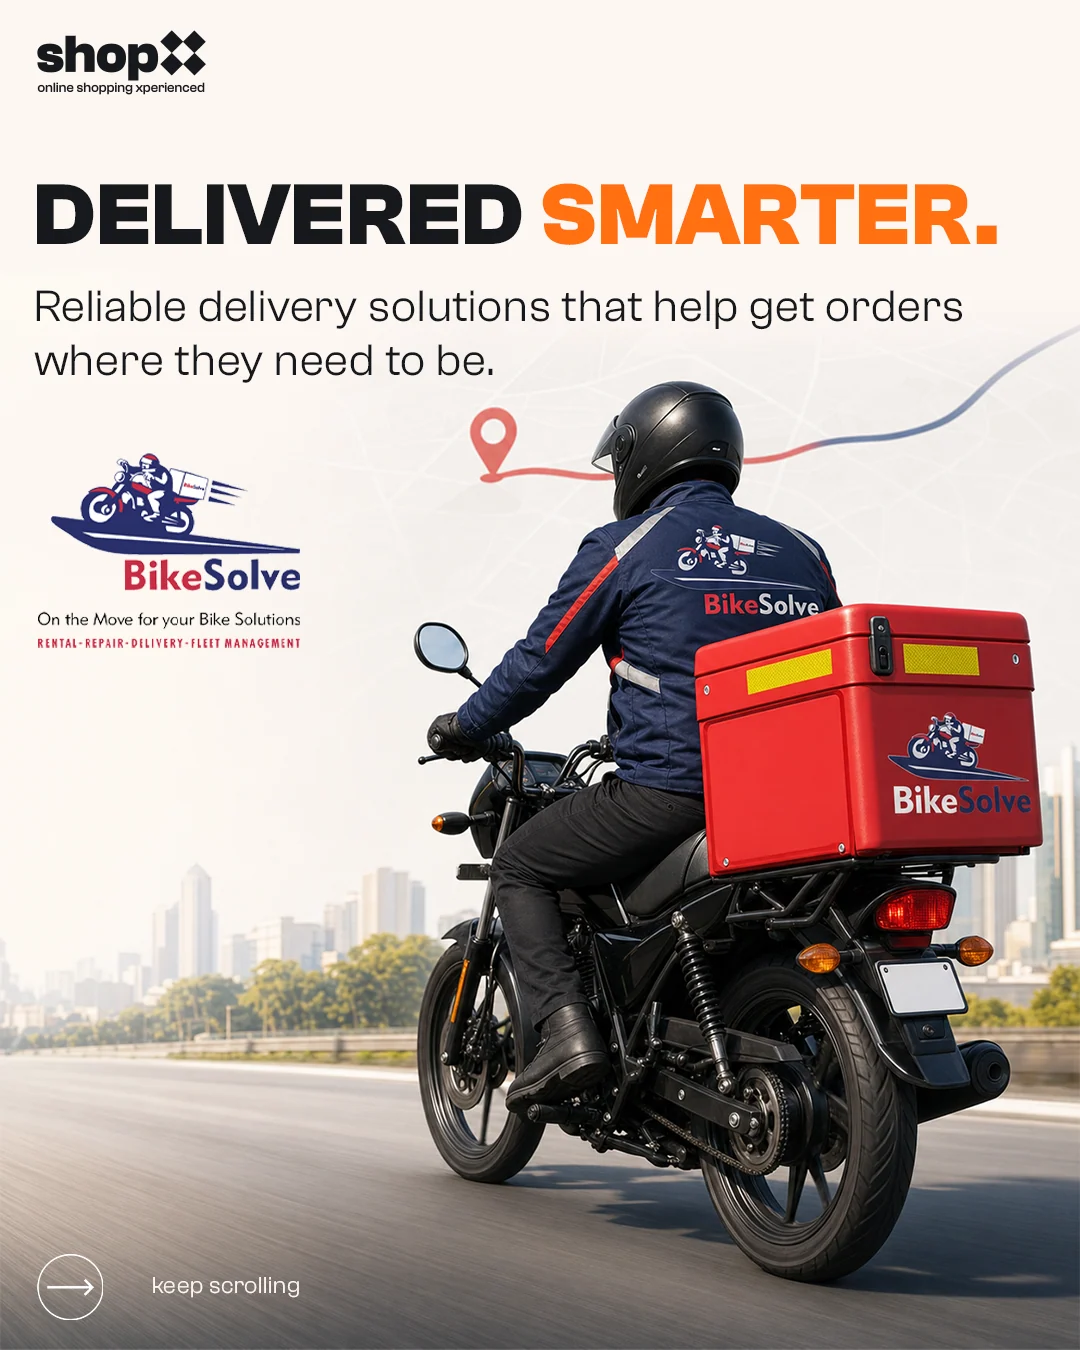 shop
online shopping xperienced
DELIVERED SMARTER.
Reliable delivery solutions that help get orders
where they need to be.
BikeSolve
BikeSolve
On the Move for your Bike Solutions
RENTAL-REPAIR-DELIVERY-FLEET MANAGEMENT
BikeSolve
BikeSolve
keep scrolling